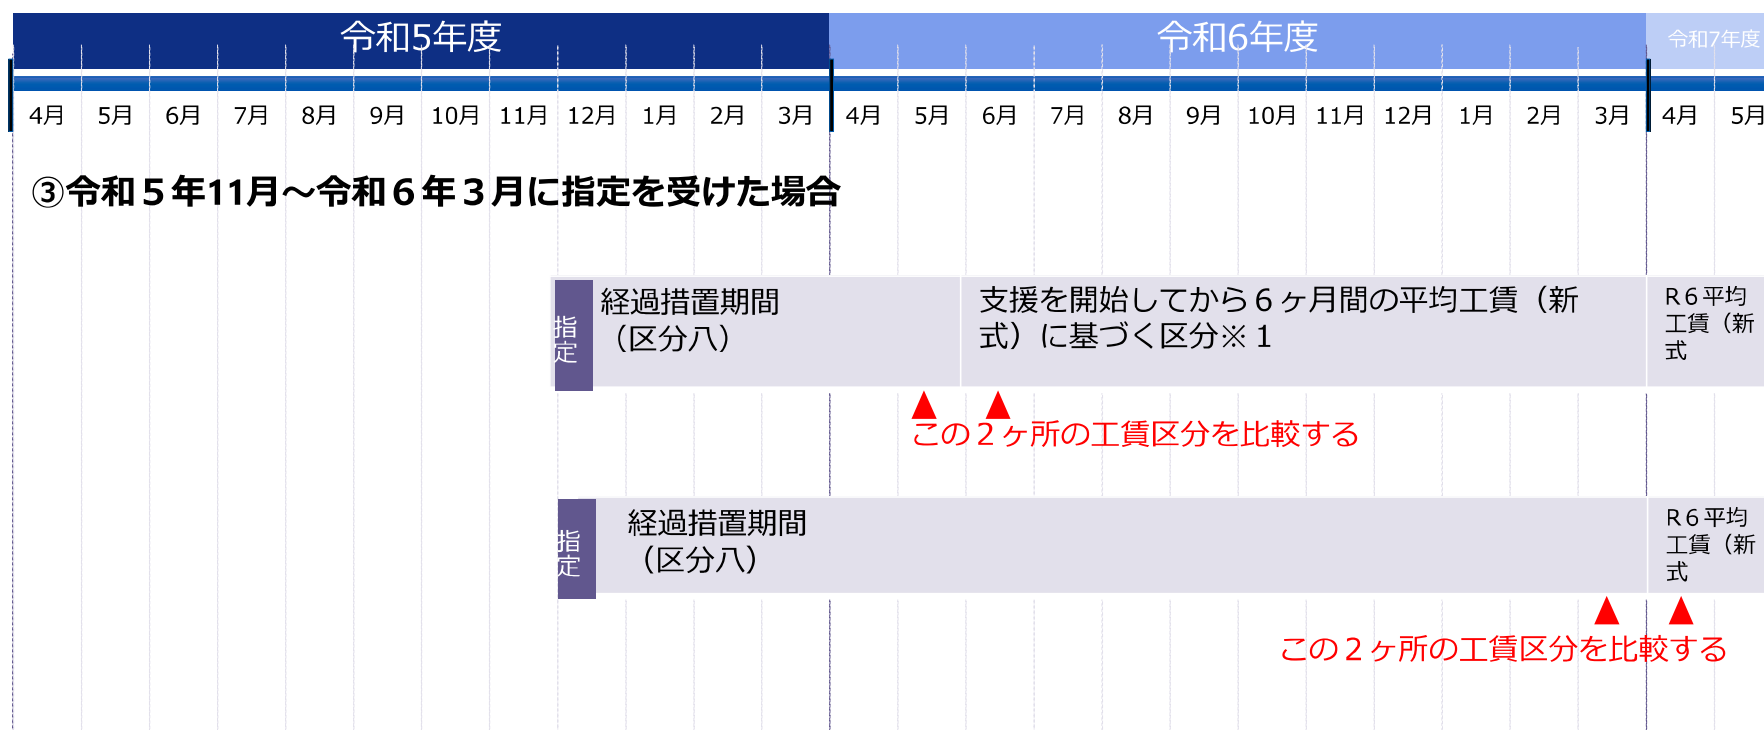 令和5年度 令和6年度 令和7年度
4月 5月 6月 7月 8月 9月 10月 11月 12月 1月 2月 3月 4月 5月 6月 7月 8月 9月 10月 11月 12月 1月 2月 3月 4月 5月
③令和５年11月～令和６年３月に指定を受けた場合
指定
経過措置期間
（区分八）
支援を開始してから６ヶ月間の平均工賃（新
式）に基づく区分※１
R６平均
工賃（新
式
この２ヶ所の工賃区分を比較する
指定
経過措置期間
（区分八）
R６平均
工賃（新
式
この２ヶ所の工賃区分を比較する